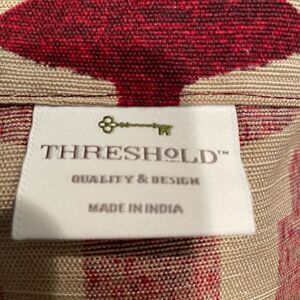 THRESHOLD™
QUALITY & DESIGN
MADE IN INDIA